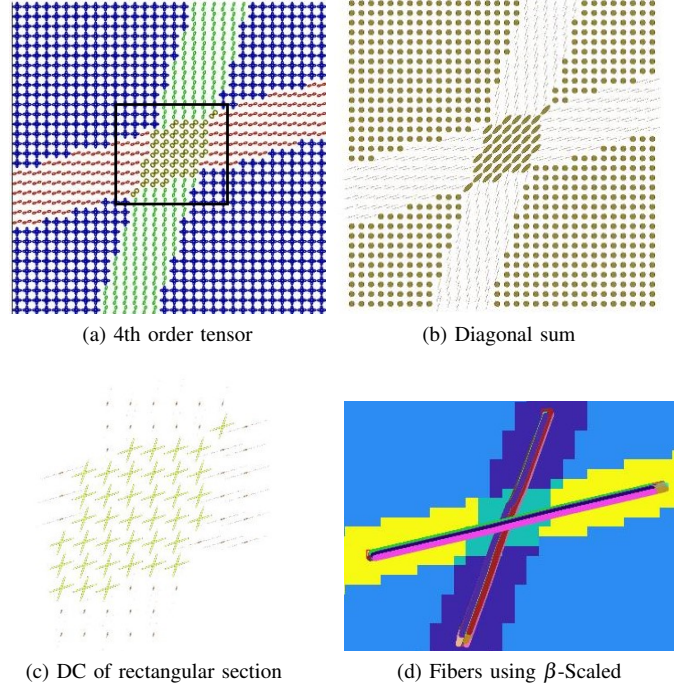 (a) 4th order tensor
(b) Diagonal sum
(c) DC of rectangular section
(d) Fibers using β-Scaled